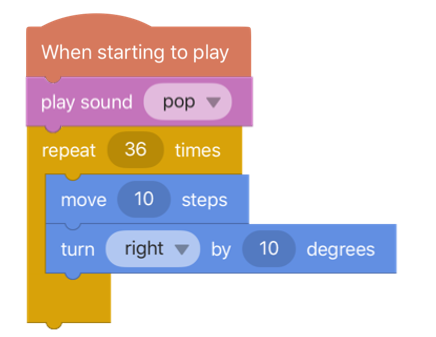 When starting to play
play sound pop
repeat 36 times
move 10 steps
turn right by 10 degrees